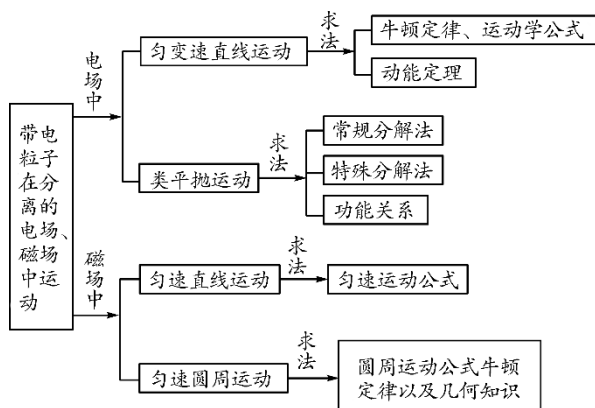 带电
粒子
在分
离的
电场、
磁场
中运
动
电场中
匀变速直线运动
求法
牛顿定律、运动学公式
动能定理
类平抛运动
求法
常规分解法
特殊分解法
功能关系
磁场中
匀速直线运动
求法
匀速运动公式
匀速圆周运动
求法
圆周运动公式牛顿
定律以及几何知识